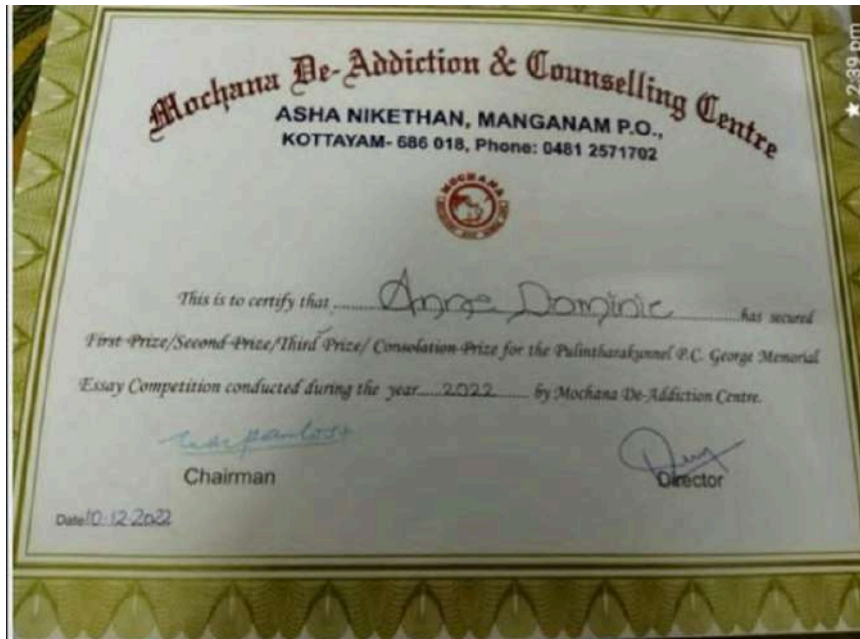 Mochana De-Addiction & Counselling Centre
ASHA NIKETHAN, MANGANAM P.O.,
KOTTAYAM- 686 018, Phone: 0481 2571702
MOCHANA
This is to certify that ............ Anne Dominic ............ has secured
First Prize/Second Prize/Third Prize/ Consolation Prize for the Pulintharakunnel P.C. George Memorial
Essay Competition conducted during the year.....2022....... by Mochana De-Addiction Centre.
Chairman
Director
Date 10-12-2022
★ 2:39 pm